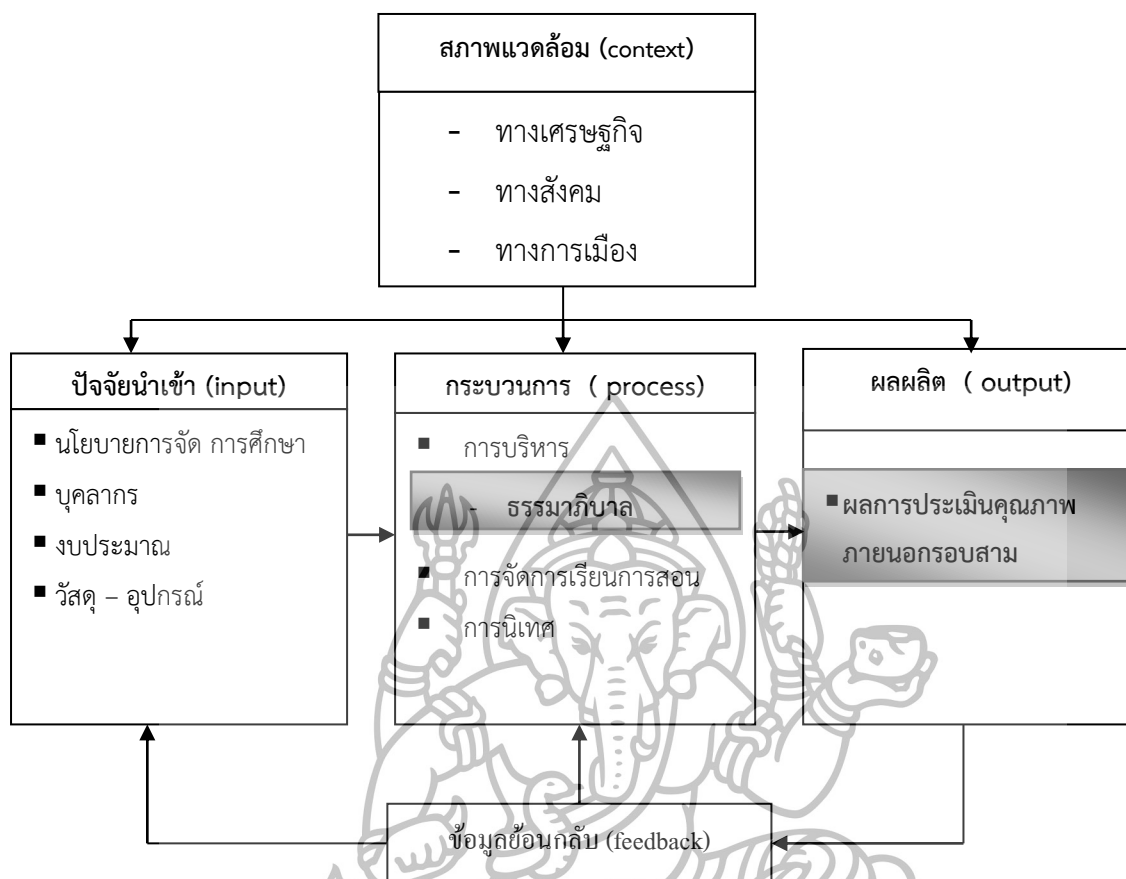 สภาพแวดล้อม (context)
- ทางเศรษฐกิจ
- ทางสังคม
- ทางการเมือง
ปัจจัยนำเข้า (input)
■ นโยบายการจัด การศึกษา
■ บุคลากร
■ งบประมาณ
■ วัสดุ – อุปกรณ์
กระบวนการ ( process)
■ การบริหาร
- ธรรมาภิบาล
■ การจัดการเรียนการสอน
■ การนิเทศ
ผลผลิต ( output)
■ ผลการประเมินคุณภาพ
ภายนอกรอบสาม
ข้อมูลย้อนกลับ (feedback)